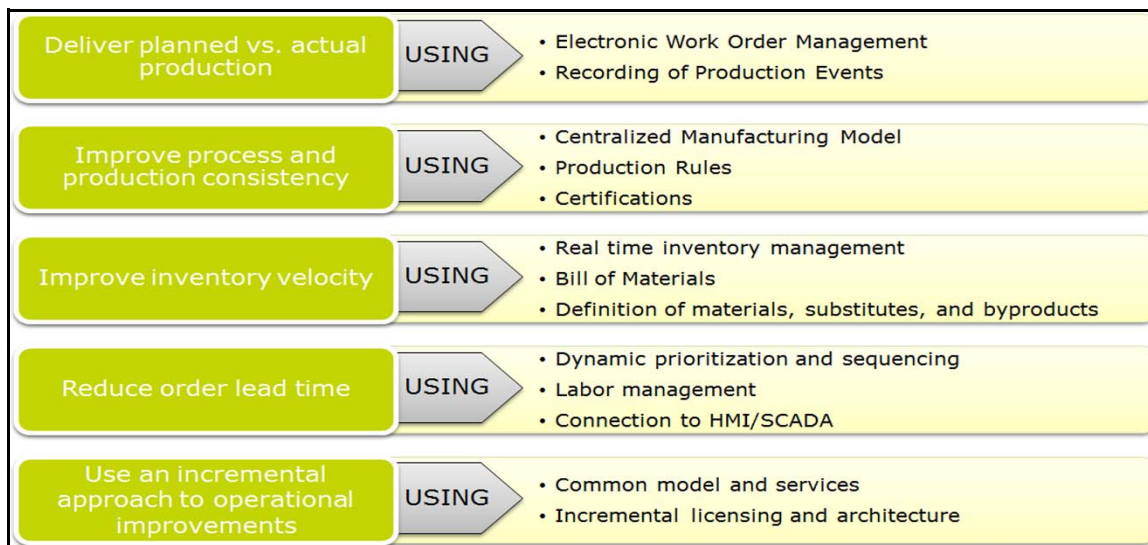 Deliver planned vs. actual
production
USING
• Electronic Work Order Management
• Recording of Production Events
Improve process and
production consistency
USING
• Centralized Manufacturing Model
• Production Rules
• Certifications
Improve inventory velocity
USING
• Real time inventory management
• Bill of Materials
• Definition of materials, substitutes, and byproducts
Reduce order lead time
USING
• Dynamic prioritization and sequencing
• Labor management
• Connection to HMI/SCADA
Use an incremental
approach to operational
improvements
USING
• Common model and services
• Incremental licensing and architecture